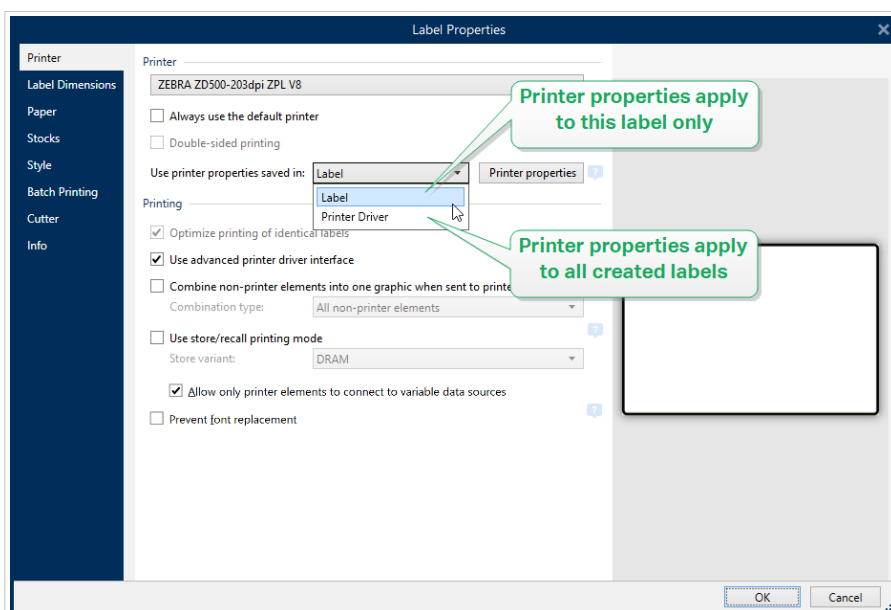 Label Properties
Printer
Label Dimensions
Paper
Stocks
Style
Batch Printing
Cutter
Info
Printer
ZEBRA ZD500-203dpi ZPL V8
Always use the default printer
Double-sided printing
Use printer properties saved in:
Label
Printer properties
?
Label
Printer Driver
Printer properties apply
to this label only
Printer properties apply
to all created labels
Printing
Optimize printing of identical labels
Use advanced printer driver interface
Combine non-printer elements into one graphic when sent to printe
Combination type:
All non-printer elements
Use store/recall printing mode
?
Store variant:
DRAM
Allow only printer elements to connect to variable data sources
Prevent font replacement
?
OK
Cancel